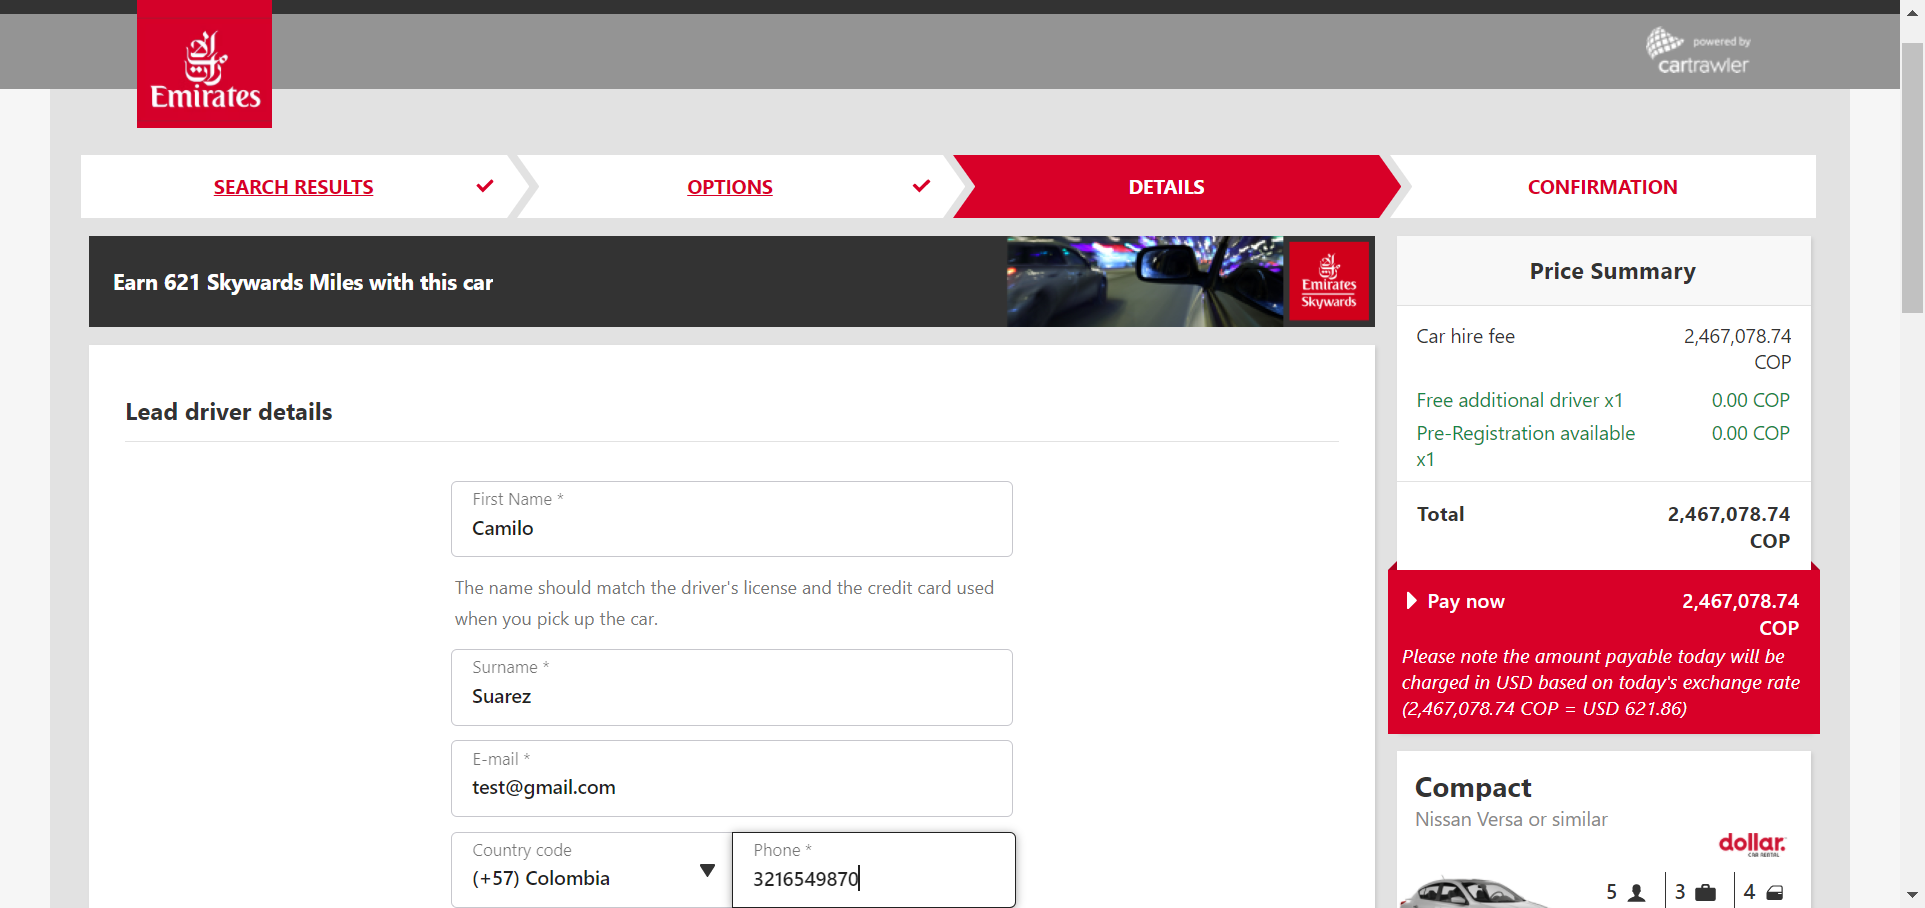 Emirates
powered by
cartrawler
SEARCH RESULTS
OPTIONS
DETAILS
CONFIRMATION
Earn 621 Skywards Miles with this car
Emirates
Skywards
Lead driver details
First Name *
Camilo
The name should match the driver's license and the credit card used
when you pick up the car.
Surname *
Suarez
E-mail *
test@gmail.com
Country code
(+57) Colombia
Phone *
3216549870
Price Summary
Car hire fee 2,467,078.74
COP
Free additional driver x1 0.00 COP
Pre-Registration available 0.00 COP
x1
Total 2,467,078.74
COP
Pay now 2,467,078.74
COP
Please note the amount payable today will be
charged in USD based on today's exchange rate
(2,467,078.74 COP = USD 621.86)
Compact
Nissan Versa or similar
dollar.
CAR RENTAL
5 3 4